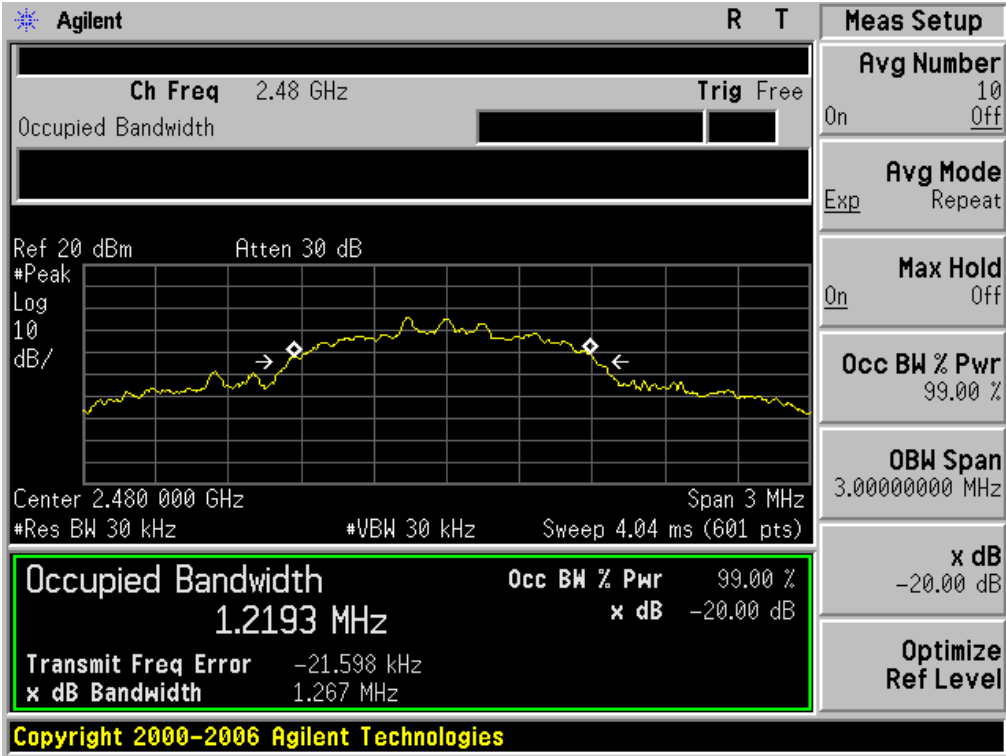 Agilent R T
Ch Freq 2.48 GHz Trig Free
Occupied Bandwidth
Ref 20 dBm Atten 30 dB
#Peak
Log
10
dB/
Center 2.480 000 GHz Span 3 MHz
#Res BW 30 kHz #VBW 30 kHz Sweep 4.04 ms (601 pts)
Occupied Bandwidth
1.2193 MHz
Occ BW % Pwr 99.00 %
x dB -20.00 dB
Transmit Freq Error -21.598 kHz
x dB Bandwidth 1.267 MHz
Copyright 2000-2006 Agilent Technologies
Meas Setup
Avg Number
10
On Off
Avg Mode
Exp Repeat
Max Hold
On Off
Occ BW % Pwr
99.00 %
OBW Span
3.00000000 MHz
x dB
-20.00 dB
Optimize
Ref Level